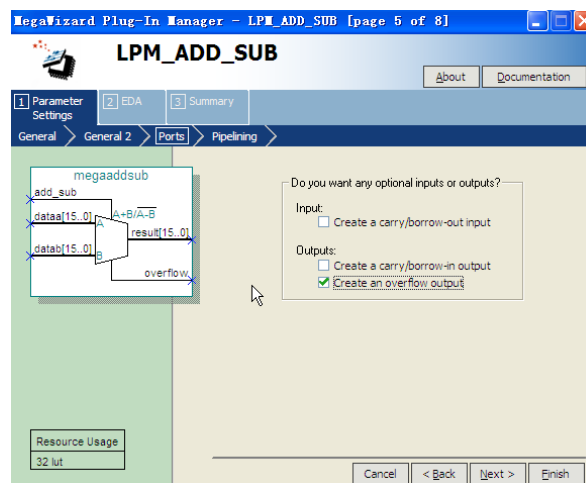 MegaWizard Plug-In Manager - LPM_ADD_SUB [page 5 of 8]
LPM_ADD_SUB
About
Documentation
1 Parameter Settings
2 EDA
3 Summary
General
General 2
Ports
Pipelining
megaaddsub
add_sub
A+B/A-B
dataa[15..0]
A
result[15..0]
datab[15..0]
B
overflow
Do you want any optional inputs or outputs?
Input:
Create a carry/borrow-out input
Outputs:
Create a carry/borrow-in output
Create an overflow output
Resource Usage
32 lut
Cancel
< Back
Next >
Finish